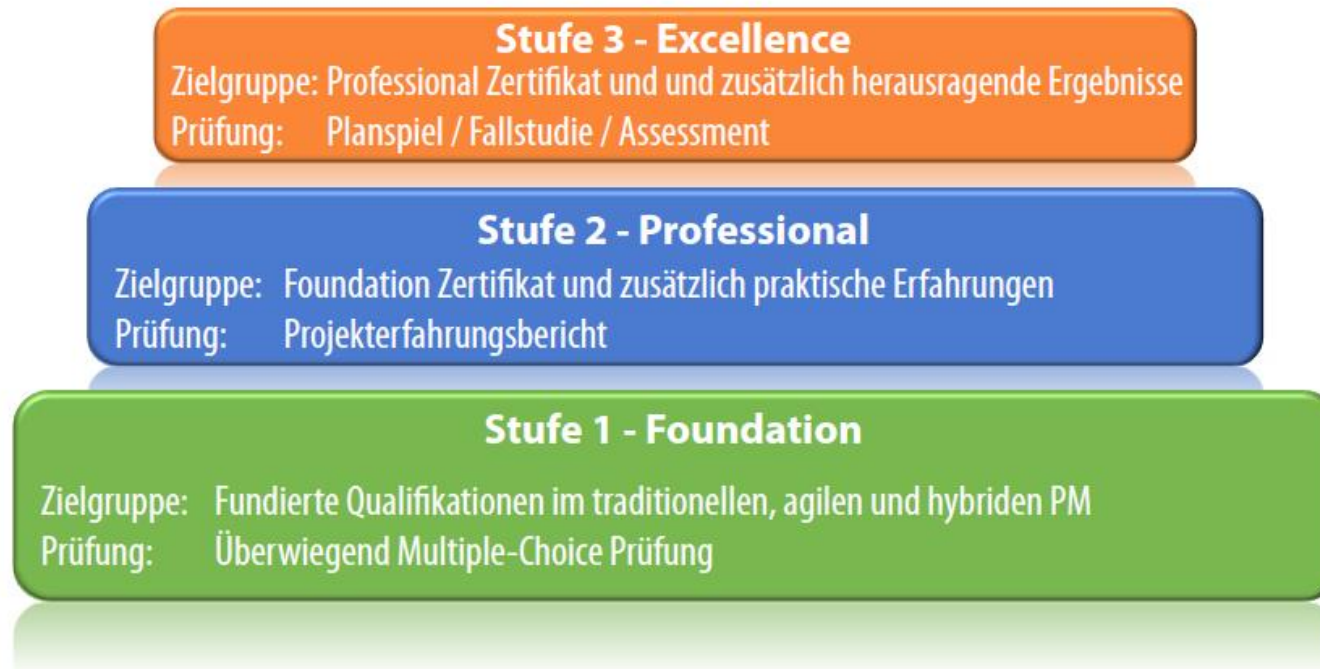 Stufe 3 - Excellence
Zielgruppe: Professional Zertifikat und und zusätzlich herausragende Ergebnisse
Prüfung: Planspiel / Fallstudie / Assessment
Stufe 2 - Professional
Zielgruppe: Foundation Zertifikat und zusätzlich praktische Erfahrungen
Prüfung: Projekterfahrungsbericht
Stufe 1 - Foundation
Zielgruppe: Fundierte Qualifikationen im traditionellen, agilen und hybriden PM
Prüfung: Überwiegend Multiple-Choice Prüfung